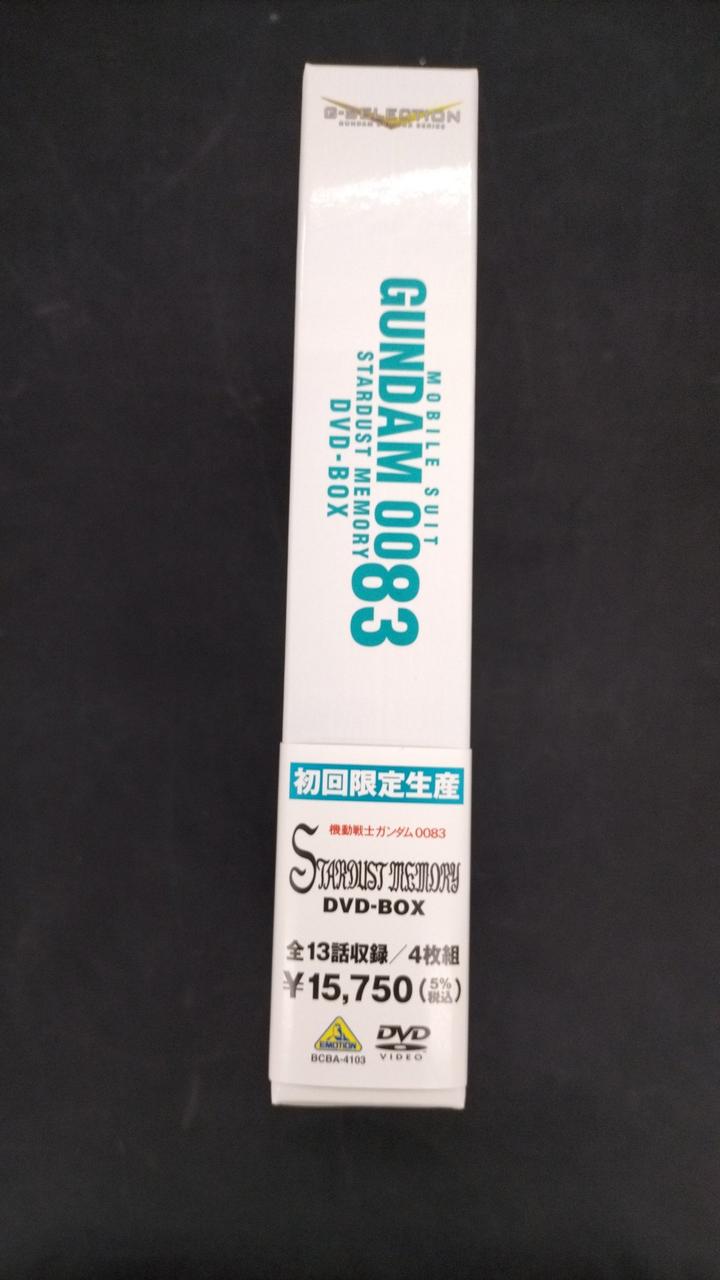 G-SELECTION
MOBILE SUIT
GUNDAM 0083
STARDUST MEMORY
DVD-BOX
初回限定生産
機動戦士ガンダム0083
STARDUST MEMORY
DVD-BOX
全13話収録/4枚組
¥15,750(5%税込)
EMOTION
BCBA-4103
DVD
VIDEO